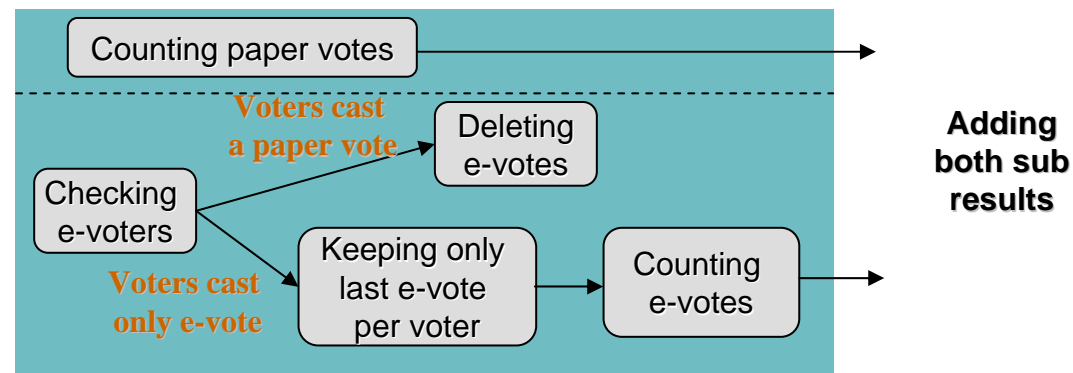 Counting paper votes
Voters cast
a paper vote
Deleting
e-votes
Checking
e-voters
Voters cast
only e-vote
Keeping only
last e-vote
per voter
Counting
e-votes
Adding
both sub
results